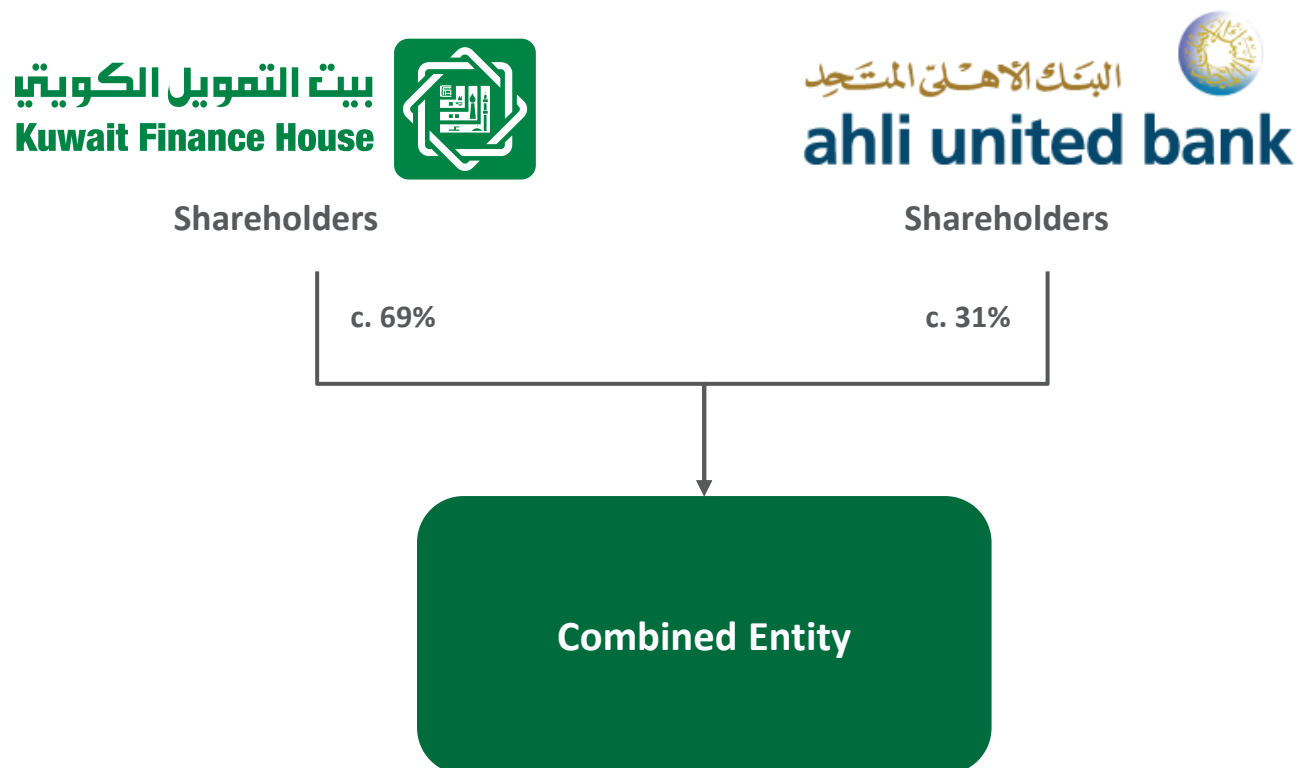 بيت التمويل الكويتي
Kuwait Finance House
البنك الأهلي المتحد
ahli united bank
Shareholders
Shareholders
c. 69%
c. 31%
Combined Entity